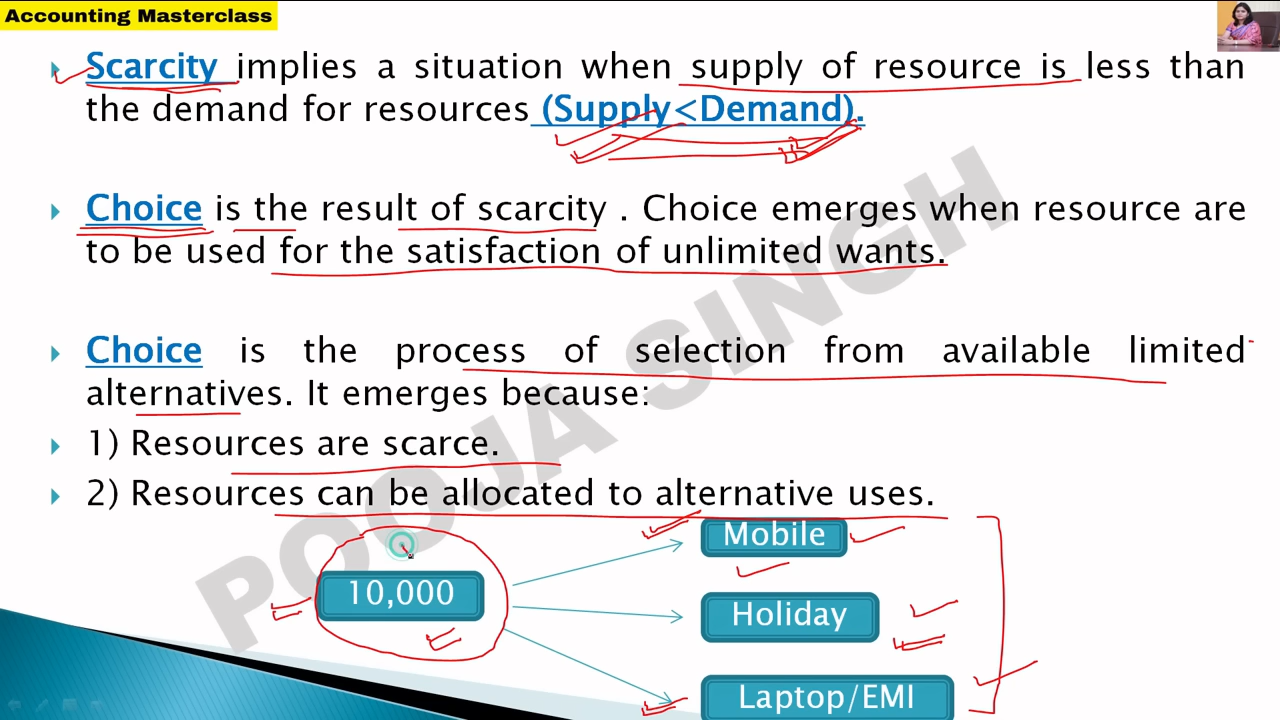 Accounting Masterclass
Scarcity implies a situation when supply of resource is less than
the demand for resources (Supply<Demand).
Choice is the result of scarcity . Choice emerges when resource are
to be used for the satisfaction of unlimited wants.
Choice is the process of selection from available limited
alternatives. It emerges because:
1) Resources are scarce.
2) Resources can be allocated to alternative uses.
Mobile
10,000
Holiday
Laptop/EMI
POOJA SINGH